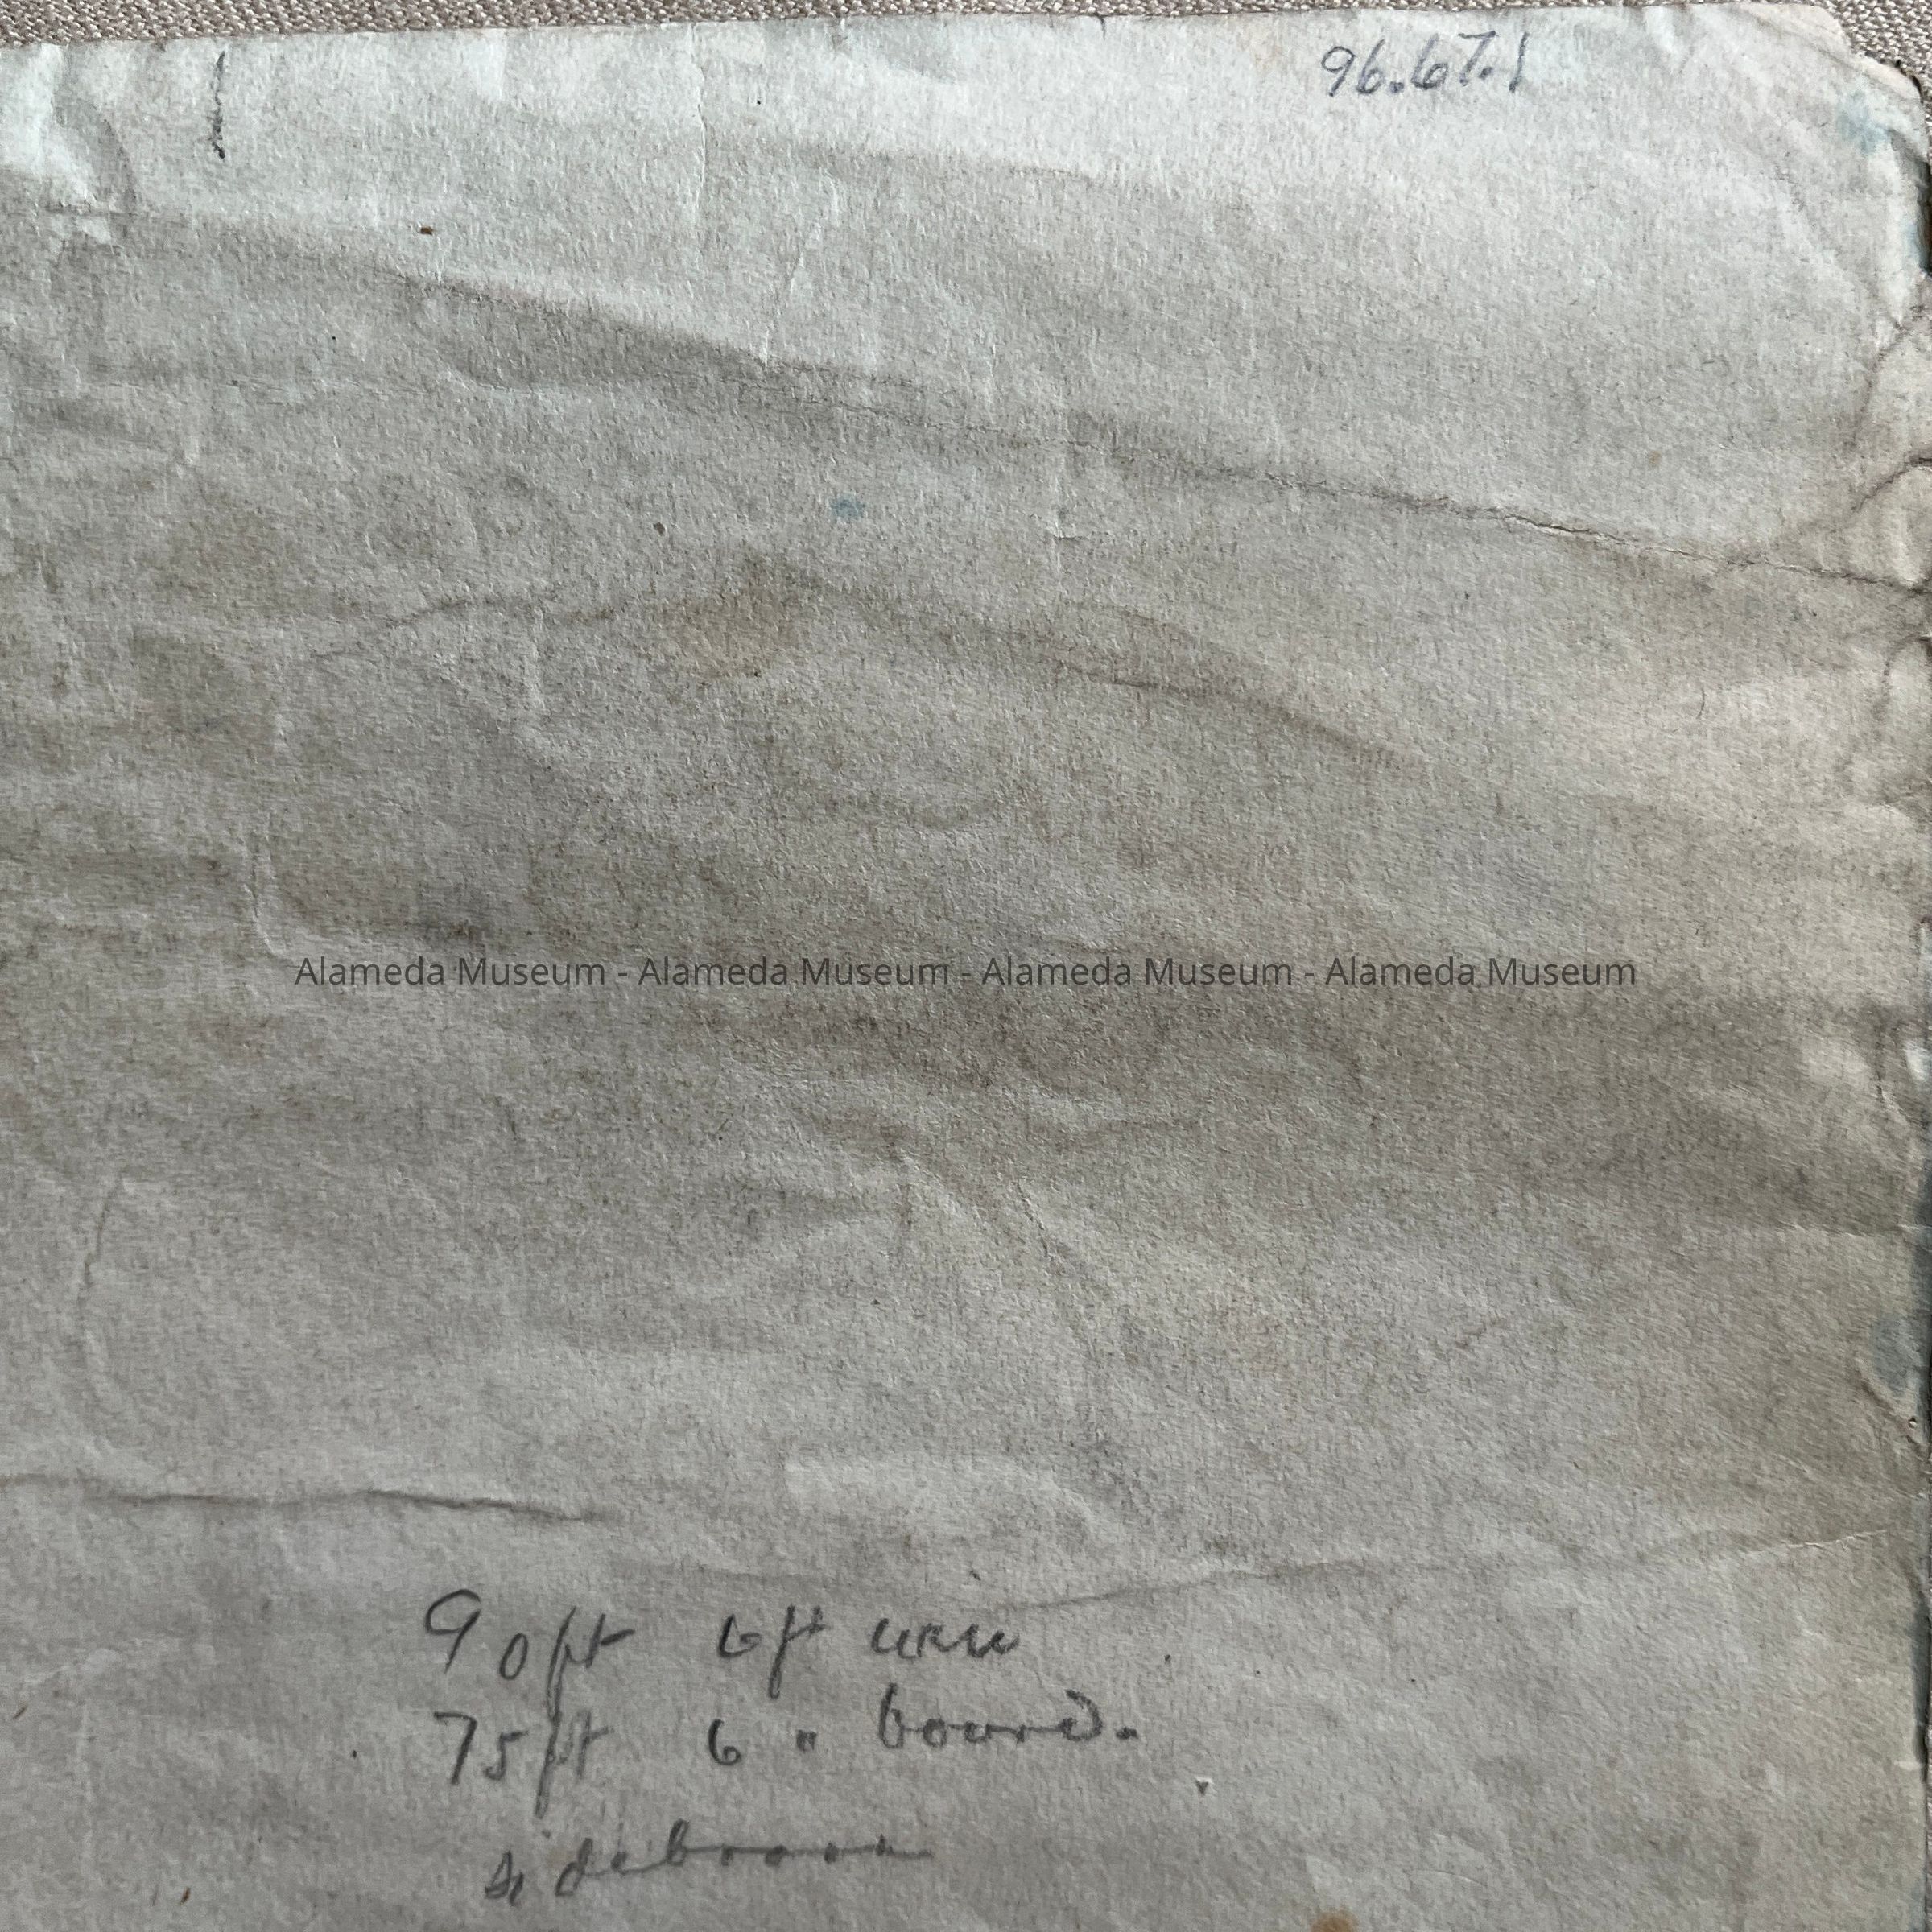 96.67.1
Alameda Museum - Alameda Museum - Alameda Museum - Alameda Museum
90ft 6ft
75ft 6 " board.